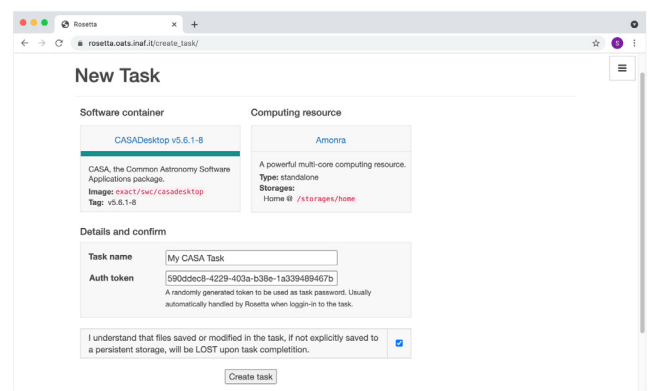 Rosetta
rosetta.oats.inaf.it/create_task/
S
New Task
Software container
Computing resource
CASADesktop v5.6.1-8
CASA, the Common Astronomy Software
Applications package.
Image: exact/swc/casadesktop
Tag: v5.6.1-8
Amonra
A powerful multi-core computing resource.
Type: standalone
Storages:
Home @ /storages/home
Details and confirm
Task name My CASA Task
Auth token 590ddec8-4229-403a-b38e-1a339489467b
A randomly generated token to be used as task password. Usually
automatically handled by Rosetta when loggin-in to the task.
I understand that files saved or modified in the task, if not explicitly saved to
a persistent storage, will be LOST upon task completition.
Create task